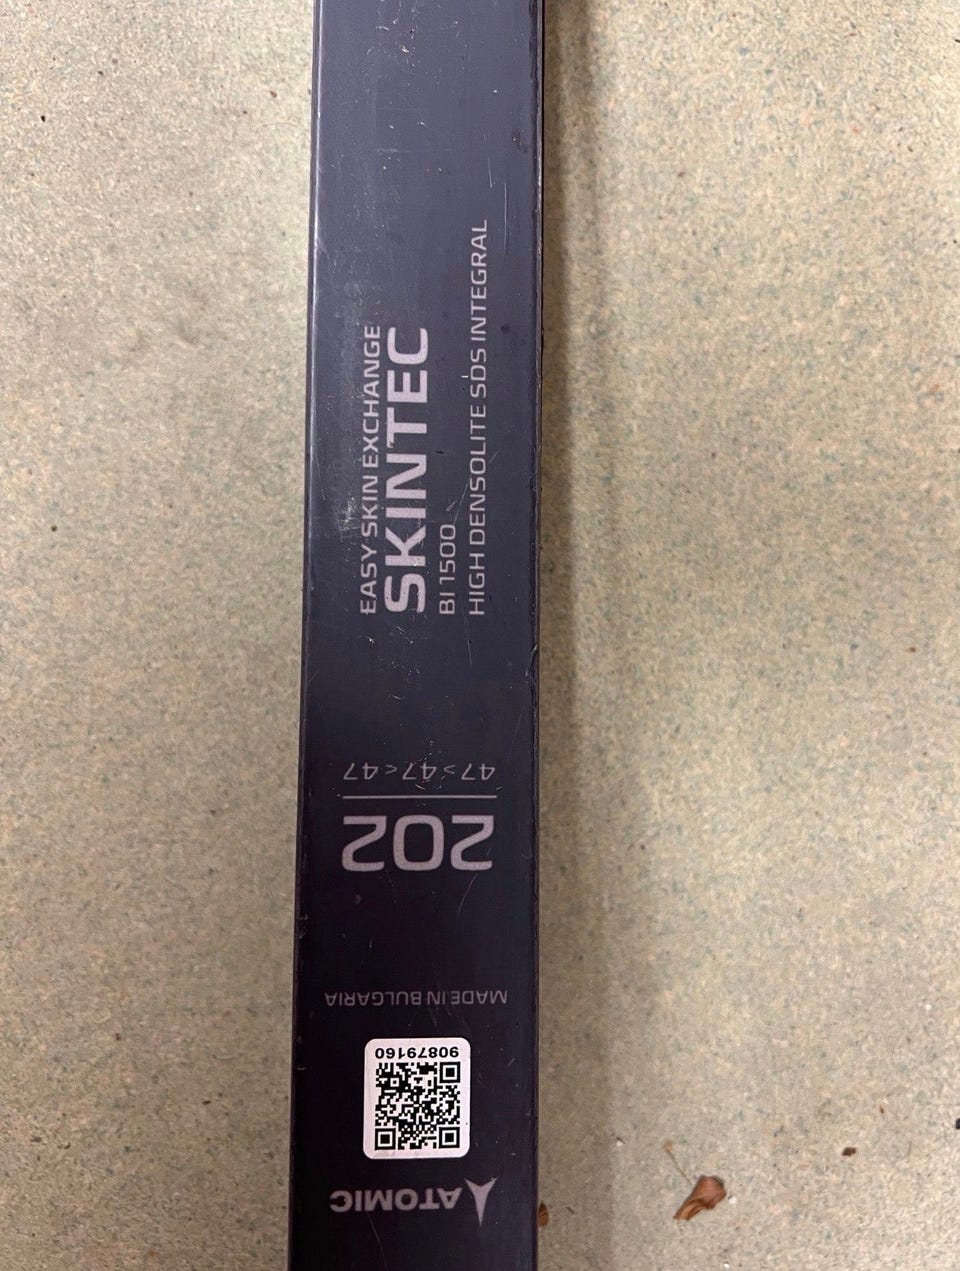 EASY SKIN EXCHANGE
SKINTEC
BI 1500
HIGH DENSOLITE SDS INTEGRAL
ATOMIC
90879160
MADE IN BULGARIA
202
47>47<47